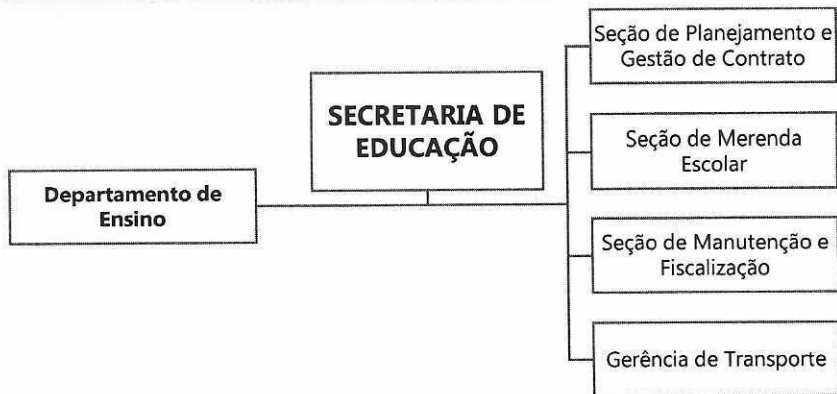 SECRETARIA DE
EDUCAÇÃO
Departamento de
Ensino
Seção de Planejamento e
Gestão de Contrato
Seção de Merenda
Escolar
Seção de Manutenção e
Fiscalização
Gerência de Transporte